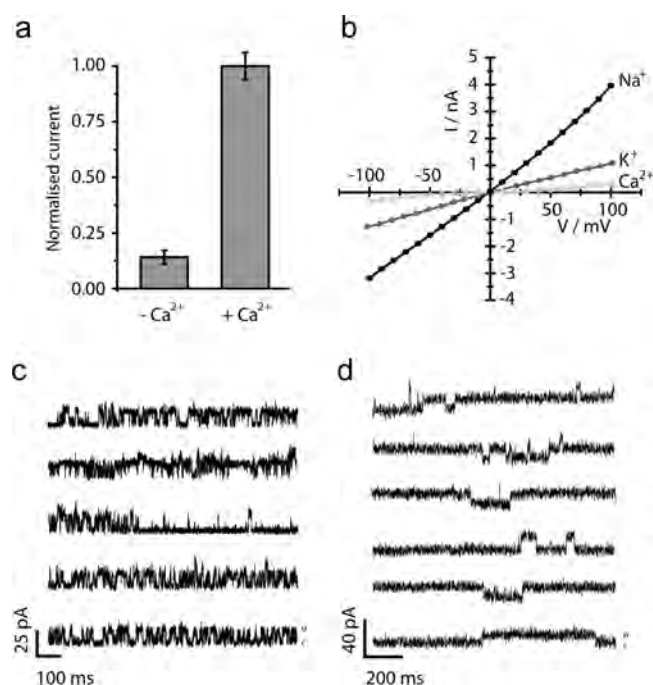 a
Normalised current
1.00
0.75
0.50
0.25
0.00
- Ca²⁺
+ Ca²⁺
b
I / nA
5
4
3
2
1
-1
-2
-3
-4
-100
-50
50
100
V / mV
Na⁺
K⁺
Ca²⁺
c
25 pA
100 ms
d
40 pA
200 ms